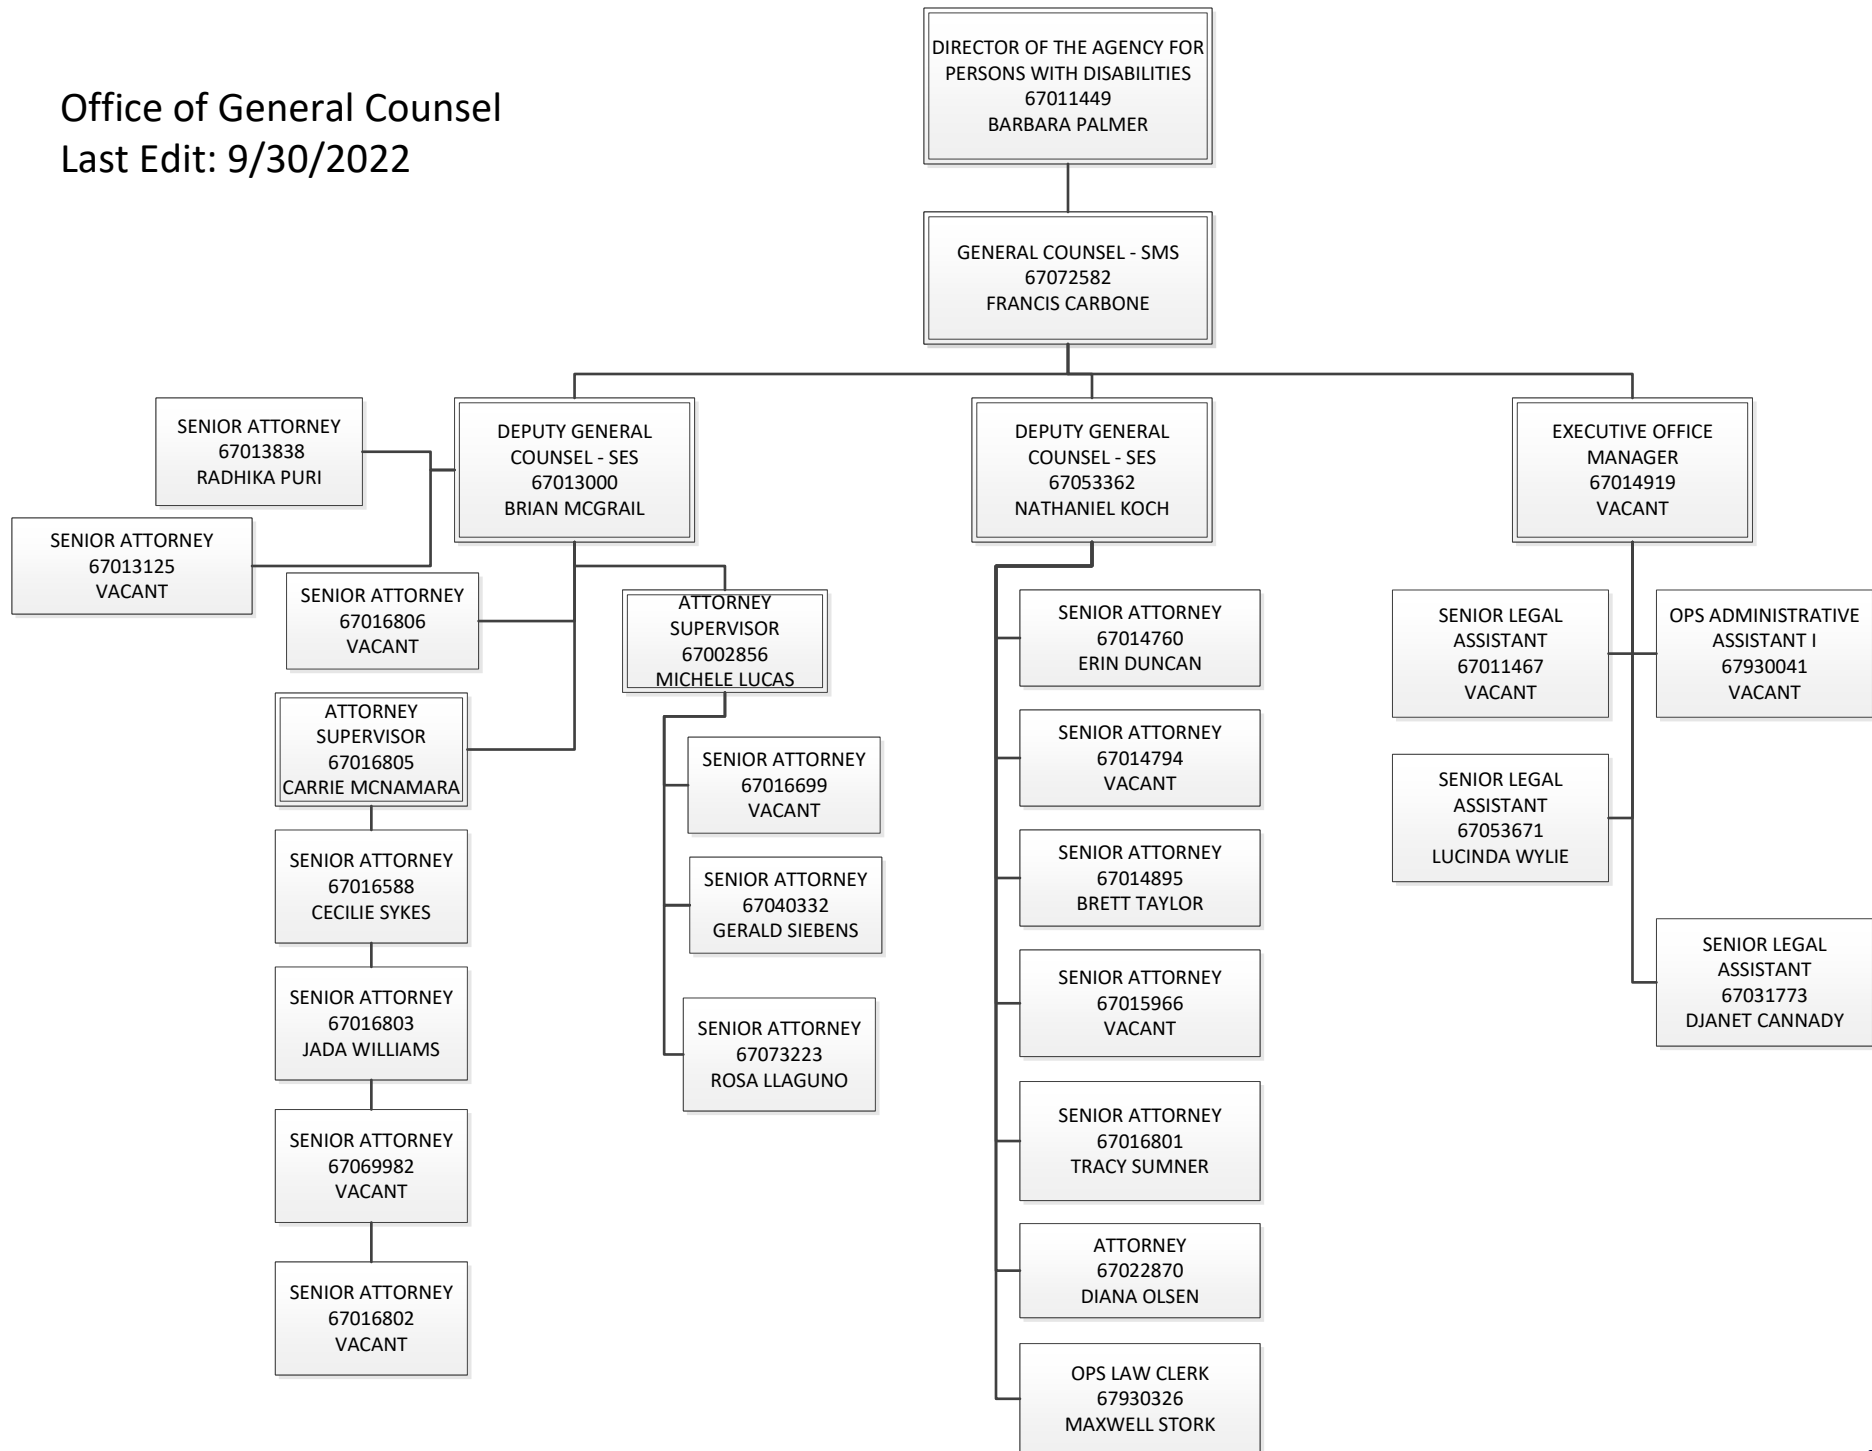 Office of General Counsel
Last Edit: 9/30/2022
DIRECTOR OF THE AGENCY FOR
PERSONS WITH DISABILITIES
67011449
BARBARA PALMER
GENERAL COUNSEL - SMS
67072582
FRANCIS CARBONE
SENIOR ATTORNEY
67013838
RADHIKA PURI
SENIOR ATTORNEY
67013125
VACANT
DEPUTY GENERAL
COUNSEL - SES
67013000
BRIAN MCGRAIL
SENIOR ATTORNEY
67016806
VACANT
ATTORNEY
SUPERVISOR
67016805
CARRIE MCNAMARA
SENIOR ATTORNEY
67016588
CECILIE SYKES
SENIOR ATTORNEY
67016803
JADA WILLIAMS
SENIOR ATTORNEY
67069982
VACANT
SENIOR ATTORNEY
67016802
VACANT
ATTORNEY
SUPERVISOR
67002856
MICHELE LUCAS
SENIOR ATTORNEY
67016699
VACANT
SENIOR ATTORNEY
67040332
GERALD SIEBENS
SENIOR ATTORNEY
67073223
ROSA LLAGUNO
DEPUTY GENERAL
COUNSEL - SES
67053362
NATHANIEL KOCH
SENIOR ATTORNEY
67014760
ERIN DUNCAN
SENIOR ATTORNEY
67014794
VACANT
SENIOR ATTORNEY
67014895
BRETT TAYLOR
SENIOR ATTORNEY
67015966
VACANT
SENIOR ATTORNEY
67016801
TRACY SUMNER
ATTORNEY
67022870
DIANA OLSEN
OPS LAW CLERK
67930326
MAXWELL STORK
EXECUTIVE OFFICE
MANAGER
67014919
VACANT
SENIOR LEGAL
ASSISTANT
67011467
VACANT
OPS ADMINISTRATIVE
ASSISTANT I
67930041
VACANT
SENIOR LEGAL
ASSISTANT
67053671
LUCINDA WYLIE
SENIOR LEGAL
ASSISTANT
67031773
DJANET CANNADY